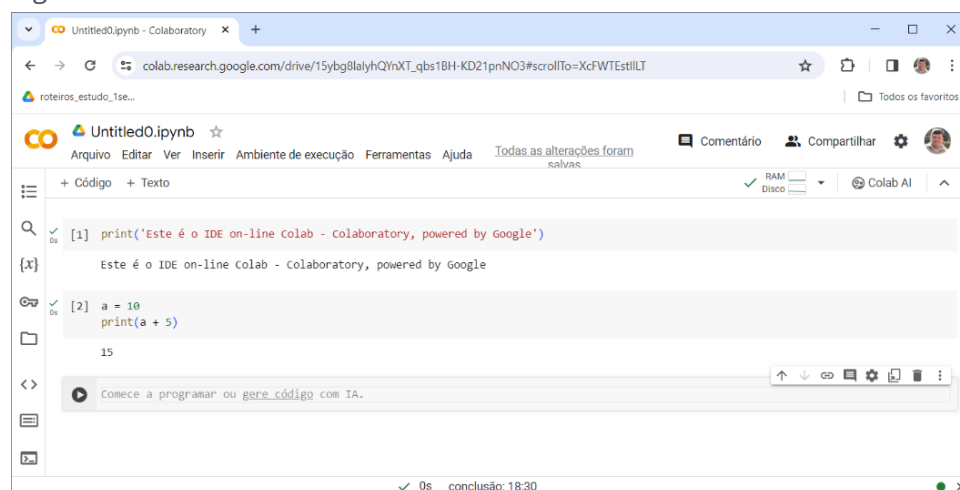 Untitled0.ipynb - Colaboratory
colab.research.google.com/drive/15ybg8lalyhQYnXT_qbs1BH-KD21pnNO3#scrollTo=XcFWTEstIlLT
roteiros_estudo_1se...
Todos os favoritos
Untitled0.ipynb
Comentário
Compartilhar
Arquivo Editar Ver Inserir Ambiente de execução Ferramentas Ajuda
Todas as alterações foram
salvas
+ Código + Texto
RAM
Disco
Colab AI
[1] print('Este é o IDE on-line Colab - Colaboratory, powered by Google')
0s
Este é o IDE on-line Colab - Colaboratory, powered by Google
{x}
[2] a = 10
0s
print(a + 5)
15
Comece a programar ou gere código com IA.
0s conclusão: 18:30